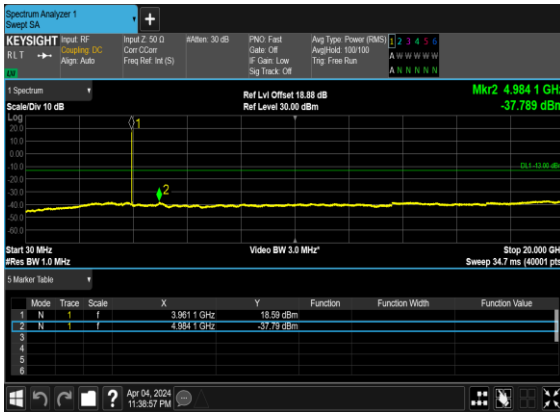 Spectrum Analyzer 1
Swept SA
+
KEYSIGHT Input: RF Input Z: 50 Ω #Atten: 30 dB PNO: Fast Avg Type: Power (RMS) 1 2 3 4 5 6
RLT Coupling: DC Corr CCorr Gate: Off Avg|Hold: 100/100 A W W W W W
Align: Auto Freq Ref: Int (S) IF Gain: Low Trig: Free Run
Sig Track: Off A N N N N N
LXI
1 Spectrum Ref Lvl Offset 18.88 dB Mkr2 4.984 1 GHz
Scale/Div 10 dB Ref Level 30.00 dBm -37.789 dBm
Log
20.0
10.0
0.00
-10.0
-20.0
-30.0
-40.0
-50.0
-60.0
1
2
DL1 -13.00 dBm
Start 30 MHz Video BW 3.0 MHz* Stop 20.000 GHz
#Res BW 1.0 MHz Sweep 34.7 ms (40001 pts)
5 Marker Table
Mode Trace Scale X Y Function Function Width Function Value
1 N 1 f 3.961 1 GHz 18.59 dBm
2 N 1 f 4.984 1 GHz -37.79 dBm
3
4
5
6
? Apr 04, 2024
11:38:57 PM